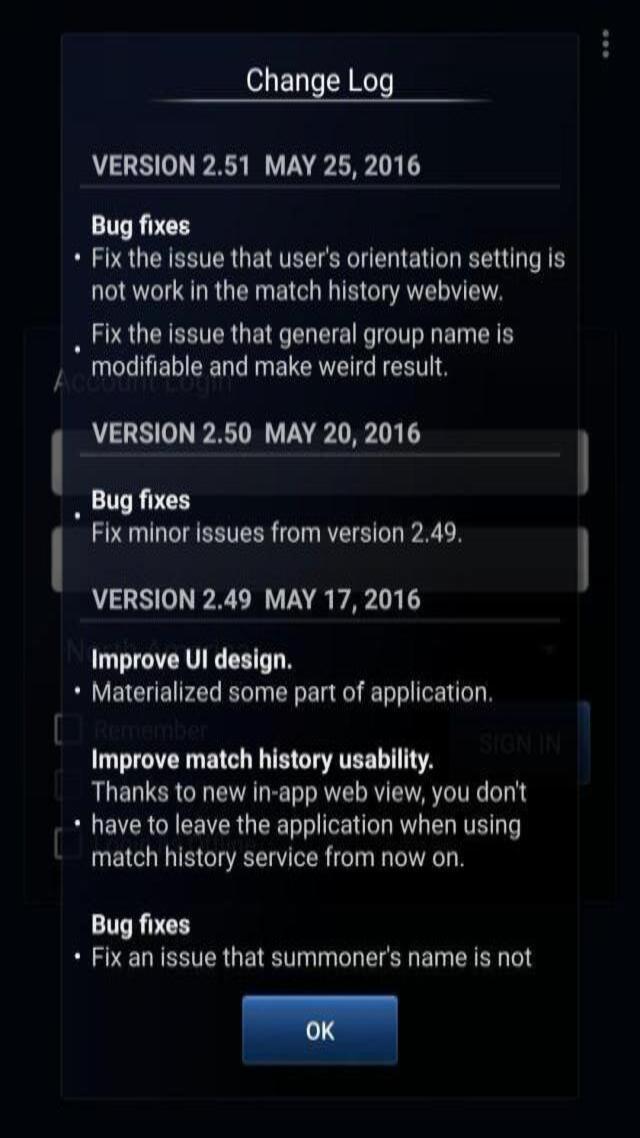 Change Log
VERSION 2.51 MAY 25, 2016
Bug fixes
• Fix the issue that user's orientation setting is
not work in the match history webview.
• Fix the issue that general group name is
modifiable and make weird result.
Account Login
VERSION 2.50 MAY 20, 2016
• Bug fixes
Fix minor issues from version 2.49.
VERSION 2.49 MAY 17, 2016
Improve UI design.
• Materialized some part of application.
Remember
SIGN IN
Improve match history usability.
Thanks to new in-app web view, you don't
• have to leave the application when using
match history service from now on.
Bug fixes
• Fix an issue that summoner's name is not
OK